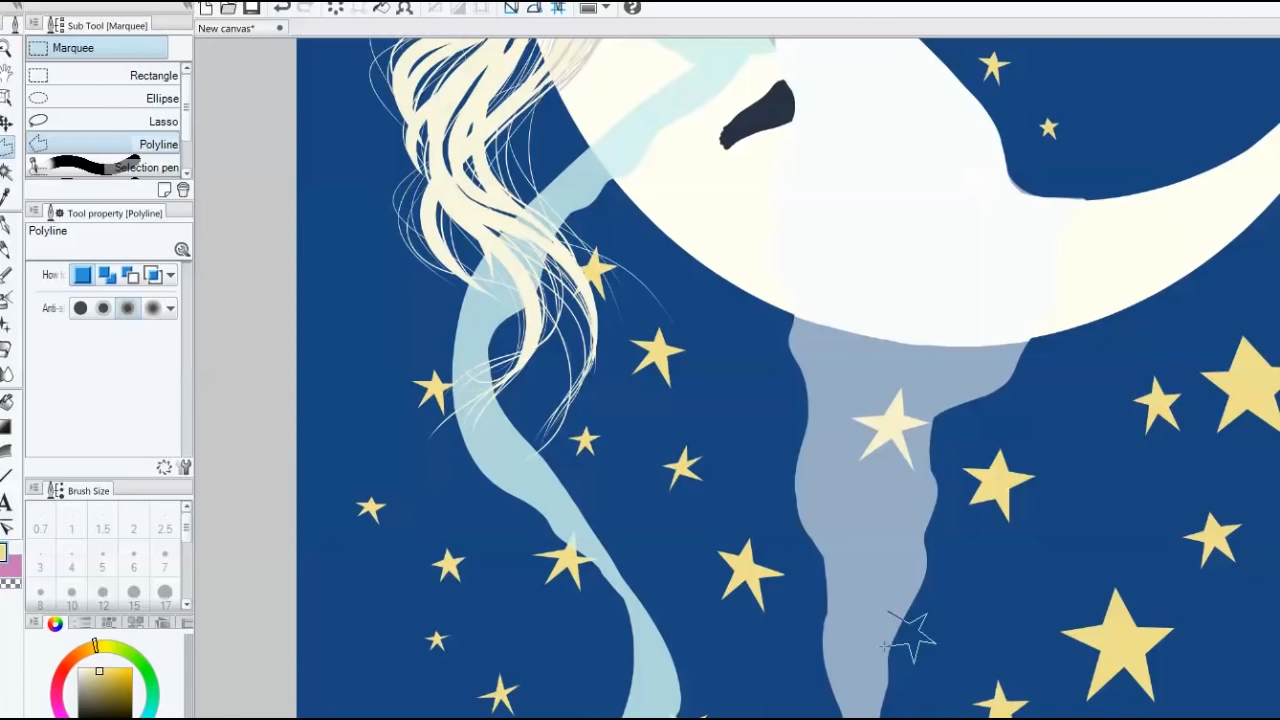 Sub Tool [Marquee]
New canvas*
Marquee
Rectangle
Ellipse
Lasso
Polyline
Selection pen
Tool property [Polyline]
Polyline
How t
Anti-a
Brush Size
0.7 1 1.5 2 2.5
3 4 5 6 7
8 10 12 15 17